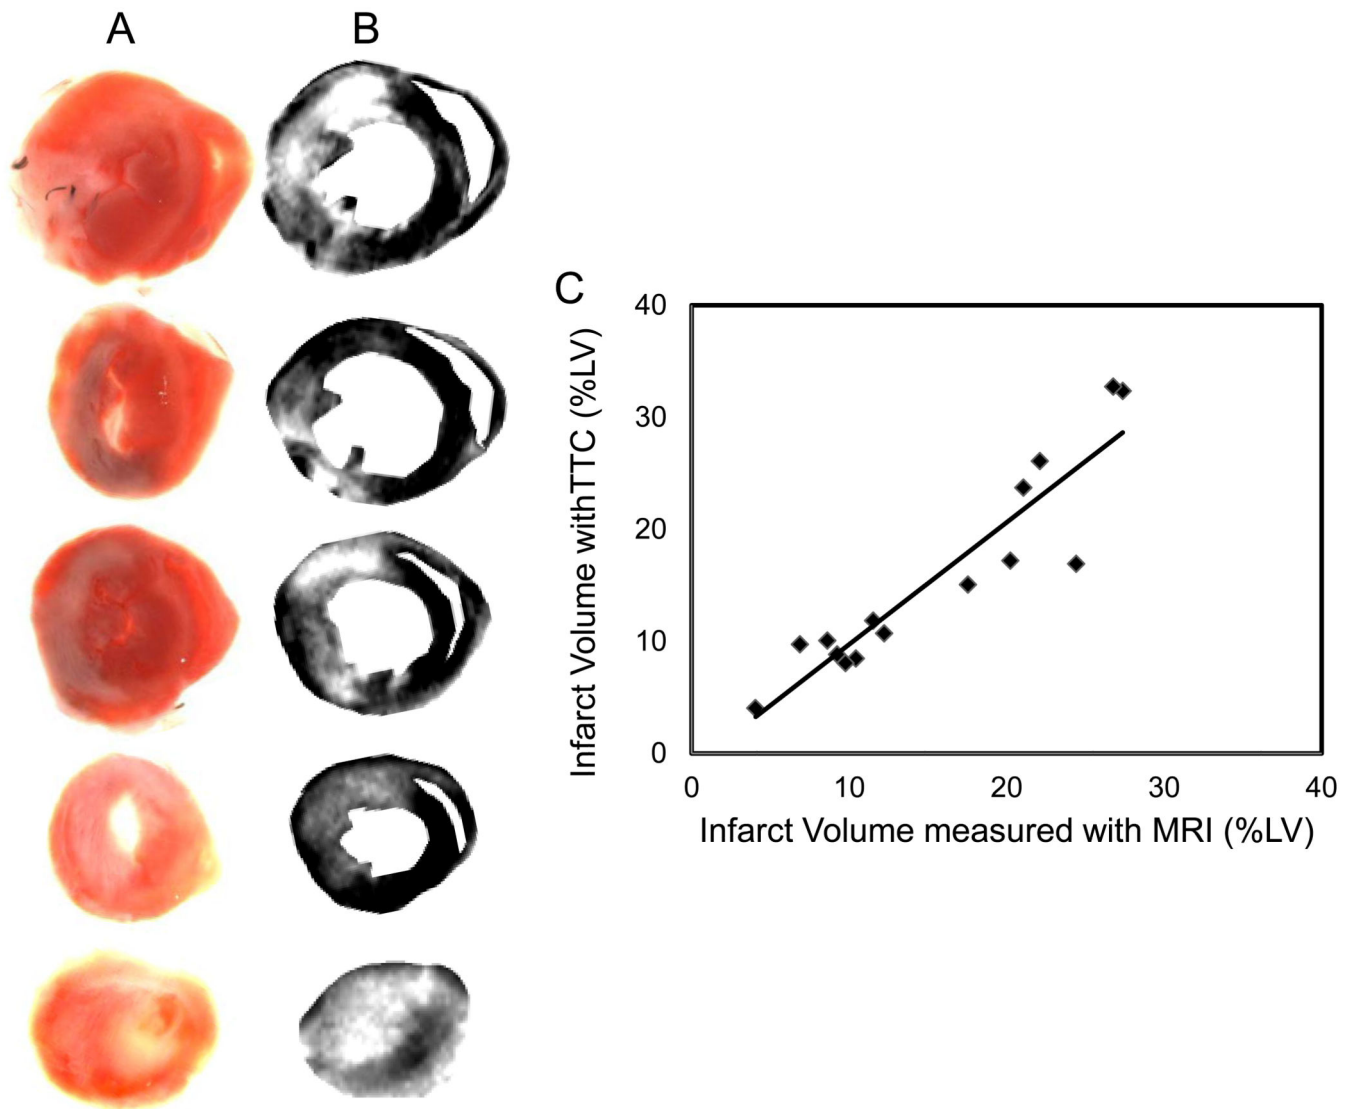 A
B
C
40
30
20
10
0
Infarct Volume withTTC (%LV)
0 10 20 30 40
Infarct Volume measured with MRI (%LV)